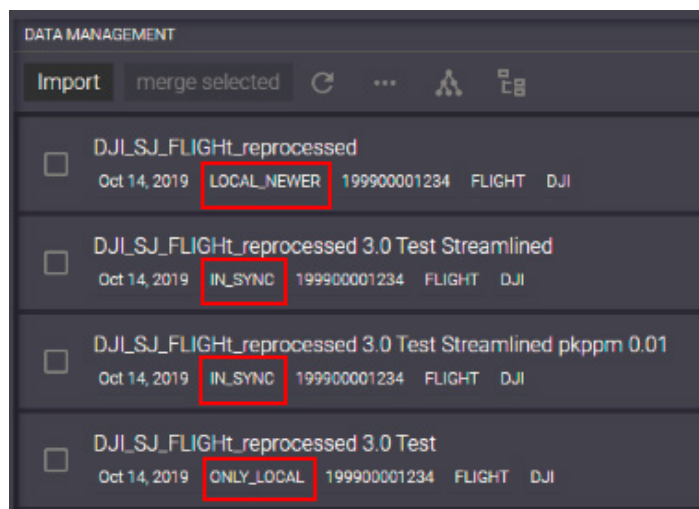 DATA MANAGEMENT
Import merge selected
DJI_SJ_FLIGHt_reprocessed
Oct 14, 2019 LOCAL_NEWER 199900001234 FLIGHT DJI
DJI_SJ_FLIGHt_reprocessed 3.0 Test Streamlined
Oct 14, 2019 IN_SYNC 199900001234 FLIGHT DJI
DJI_SJ_FLIGHt_reprocessed 3.0 Test Streamlined pkppm 0.01
Oct 14, 2019 IN_SYNC 199900001234 FLIGHT DJI
DJI_SJ_FLIGHt_reprocessed 3.0 Test
Oct 14, 2019 ONLY_LOCAL 199900001234 FLIGHT DJI